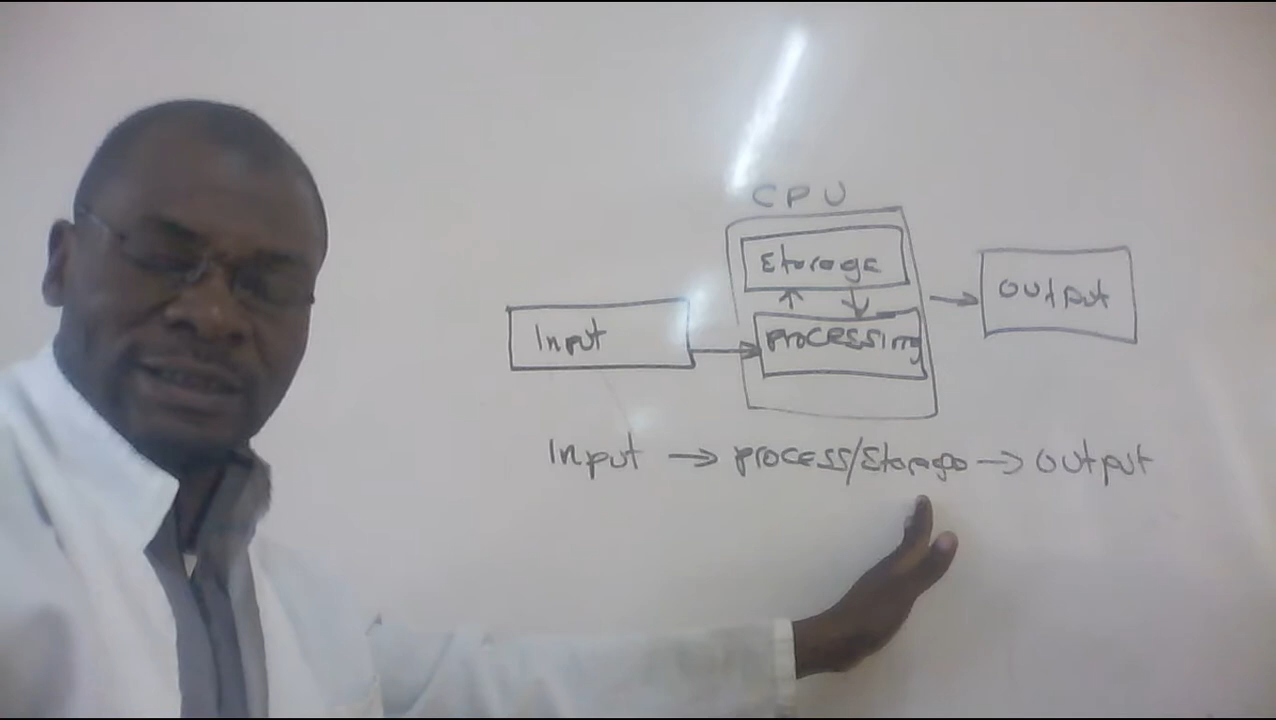 CPU
Storage
Input
processing
output
Input → process/storage → output